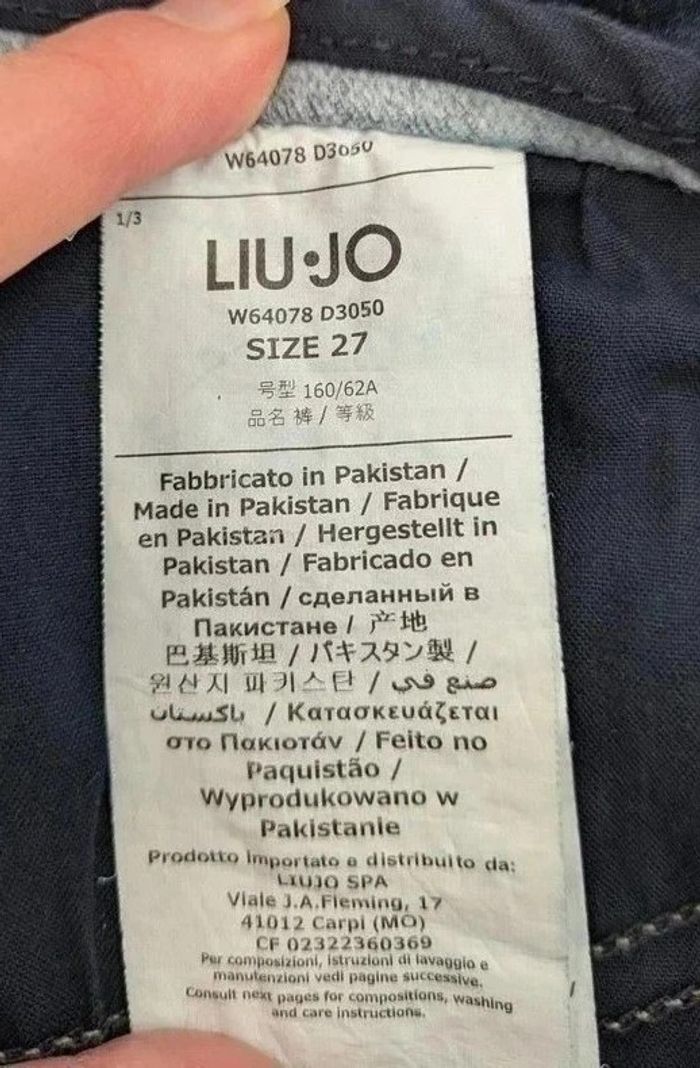 W64078 D3050
1/3
LIU·JO
W64078 D3050
SIZE 27
号型 160/62A
品名 裤 / 等級
Fabbricato in Pakistan /
Made in Pakistan / Fabrique
en Pakistan / Hergestellt in
Pakistan / Fabricado en
Pakistán / сделанный в
Пакистане / 产地
巴基斯坦 / パキスタン製 /
원산지 파키스탄 / صنع في
باكستان / Κατασκευάζεται
στο Πακιοτάν / Feito no
Paquistão /
Wyprodukowano w
Pakistanie
Prodotto importato e distribuito da:
LIUJO SPA
Viale J.A.Fleming, 17
41012 Carpi (MO)
CF 02322360369
Per composizioni, istruzioni di lavaggio e
manutenzioni vedi pagine successive.
Consult next pages for compositions, washing
and care instructions.